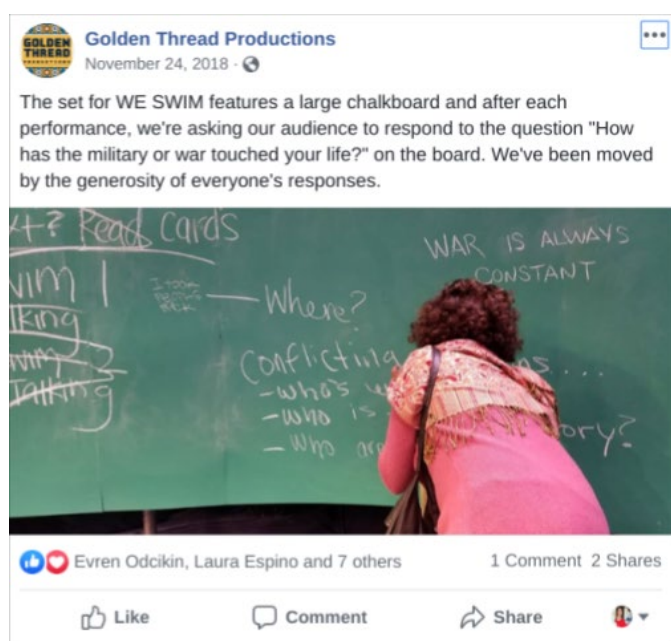 GOLDEN
THREAD
PRODUCTIONS
Golden Thread Productions
November 24, 2018 ·
The set for WE SWIM features a large chalkboard and after each
performance, we're asking our audience to respond to the question "How
has the military or war touched your life?" on the board. We've been moved
by the generosity of everyone's responses.
Read Cards
WAR IS ALWAYS
CONSTANT
1
Where?
Conflicting
- who's
- who is
- Who
Evren Odcikin, Laura Espino and 7 others
1 Comment 2 Shares
Like
Comment
Share